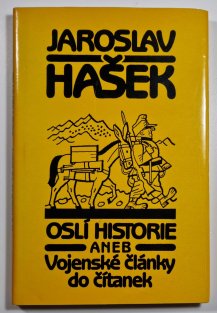 JAROSLAV
HAŠEK
OSLÍ HISTORIE
ANEB
Vojenské články
do čítanek